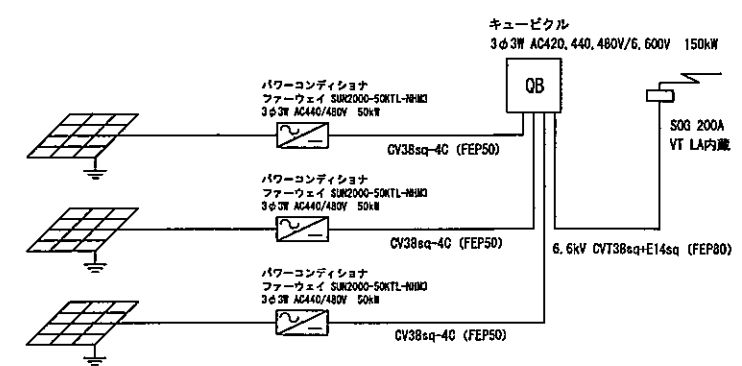 キュービクル
3φ3W AC420,440,480V/6,600V 150kW
QB
SOG 200A
VT LA内蔵
パワーコンディショナ
ファーウェイ SUN2000-50KTL-NHM3
3φ3W AC440/480V 50kW
CV38sq-4C (FEP50)
パワーコンディショナ
ファーウェイ SUN2000-50KTL-NHM3
3φ3W AC440/480V 50kW
CV38sq-4C (FEP50)
6.6kV CVT38sq+E14sq (FEP80)
パワーコンディショナ
ファーウェイ SUN2000-50KTL-NHM3
3φ3W AC440/480V 50kW
CV38sq-4C (FEP50)